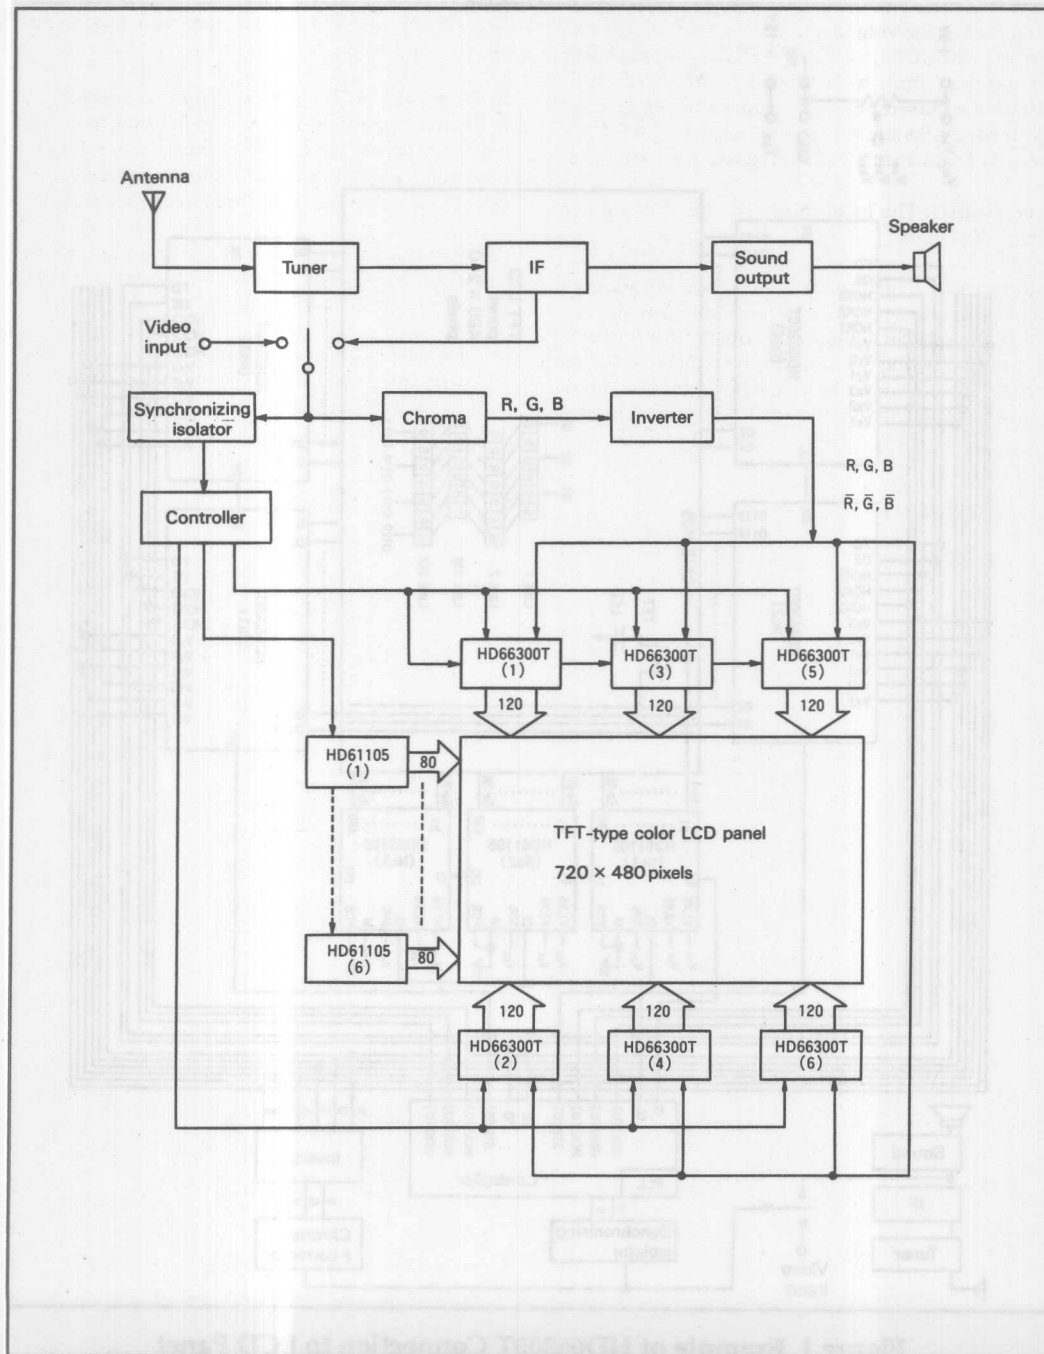 Antenna
Speaker
Tuner
IF
Sound
output
Video
input
Synchronizing
isolator
Chroma
R, G, B
Inverter
R, G, B
R̄, Ḡ, B̄
Controller
HD66300T
(1)
HD66300T
(3)
HD66300T
(5)
120
120
120
HD61105
(1)
80
TFT-type color LCD panel
720 × 480 pixels
HD61105
(6)
80
120
120
120
HD66300T
(2)
HD66300T
(4)
HD66300T
(6)